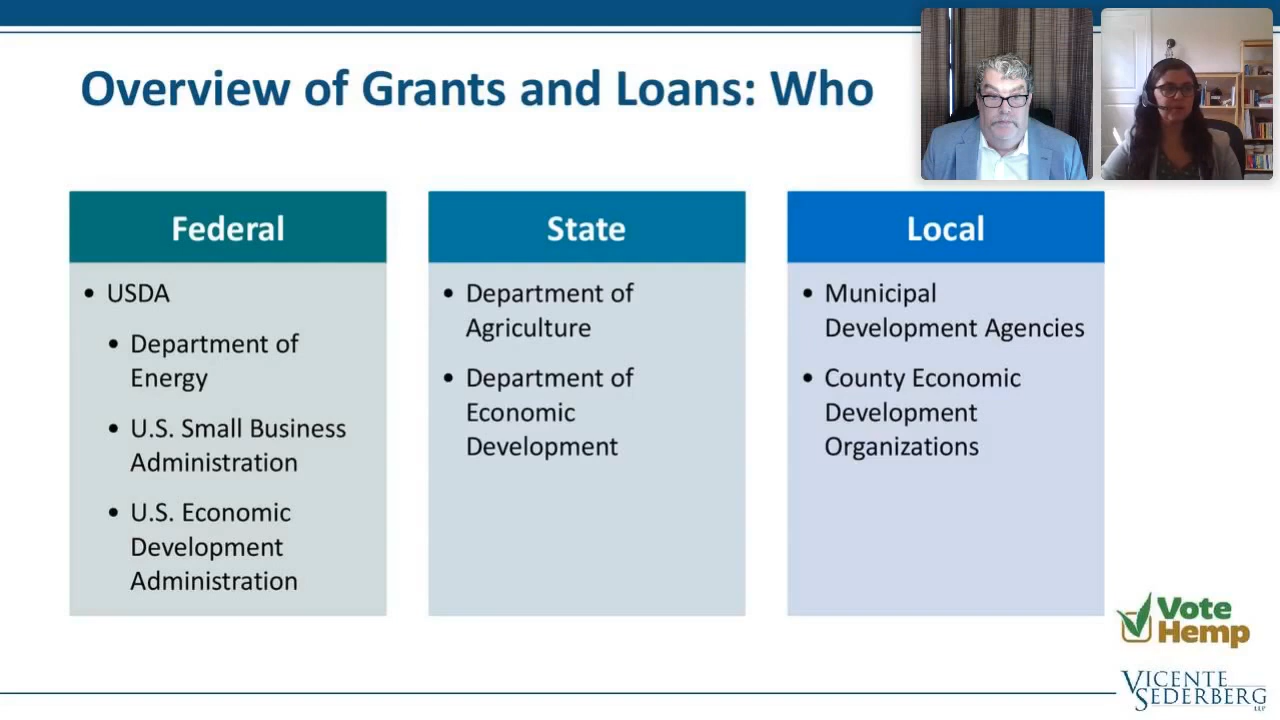 Overview of Grants and Loans: Who
Federal
• USDA
• Department of
Energy
• U.S. Small Business
Administration
• U.S. Economic
Development
Administration
State
• Department of
Agriculture
• Department of
Economic
Development
Local
• Municipal
Development Agencies
• County Economic
Development
Organizations
Vote
Hemp
VICENTE
SEDERBERG
LLP